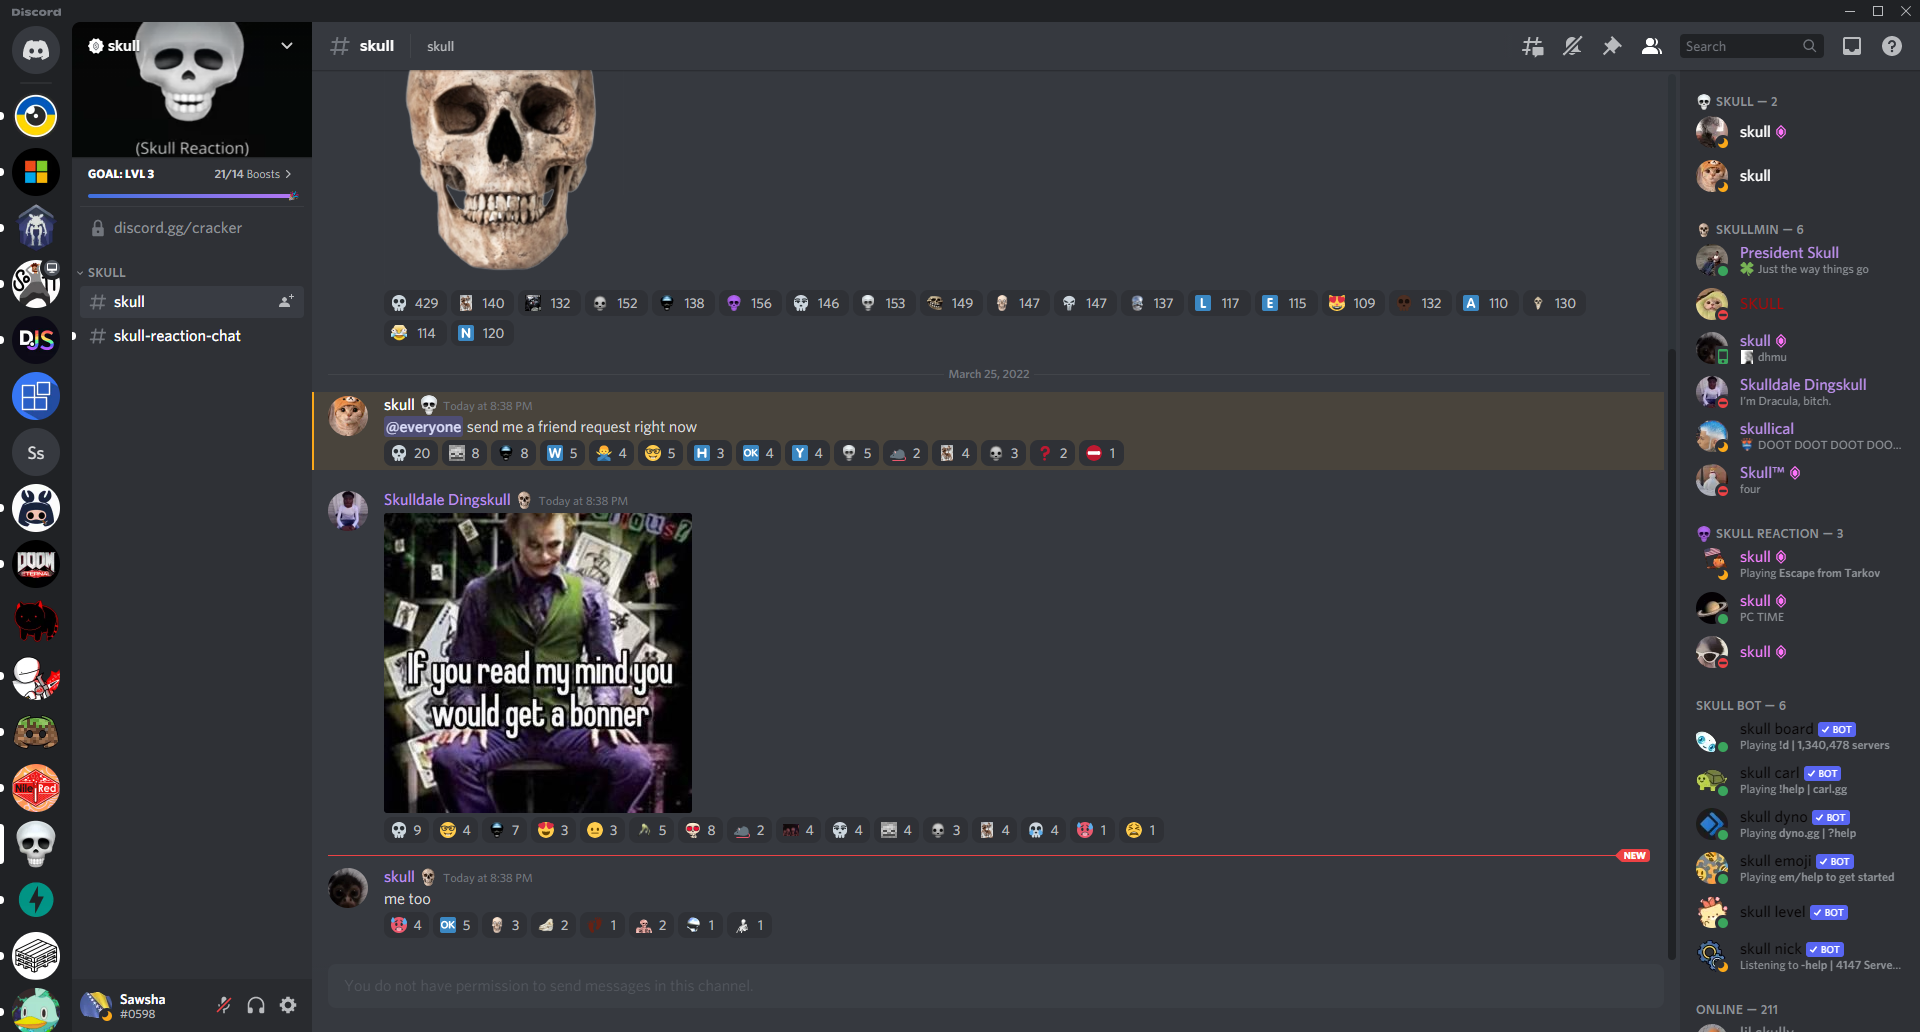 Discord
skull
(Skull Reaction)
GOAL: LVL 3
21/14 Boosts
discord.gg/cracker
SKULL
skull
skull-reaction-chat
DJS
Ss
DOOM
ETERNAL
Nile Red
Sawsha
#0598
skull
skull
Search
429 140 132 152 138 156 146 153 149 147 147 137 L 117 E 115 109 132 A 110 130
114 N 120
March 25, 2022
skull Today at 8:38 PM
@everyone send me a friend request right now
20 8 8 W 5 4 5 H 3 OK 4 Y 4 5 2 4 3 ? 2 1
Skulldale Dingskull Today at 8:38 PM
If you read my mind you
would get a bonner
9 4 7 3 3 5 8 2 4 4 4 3 4 4 1 1
NEW
skull Today at 8:38 PM
me too
4 OK 5 3 2 1 2 1 1
You do not have permission to send messages in this channel.
SKULL — 2
skull
skull
SKULLMIN — 6
President Skull
Just the way things go
SKULL
skull
dhmu
Skulldale Dingskull
I'm Dracula, bitch.
skullical
DOOT DOOT DOOT DOO...
Skull™
four
SKULL REACTION — 3
skull
Playing Escape from Tarkov
skull
PC TIME
skull
SKULL BOT — 6
skull board BOT
Playing !d | 1,340,478 servers
skull carl BOT
Playing !help | carl.gg
skull dyno BOT
Playing dyno.gg | ?help
skull emoji BOT
Playing em/help to get started
skull level BOT
skull nick BOT
Listening to -help | 4147 Serve...
ONLINE — 211